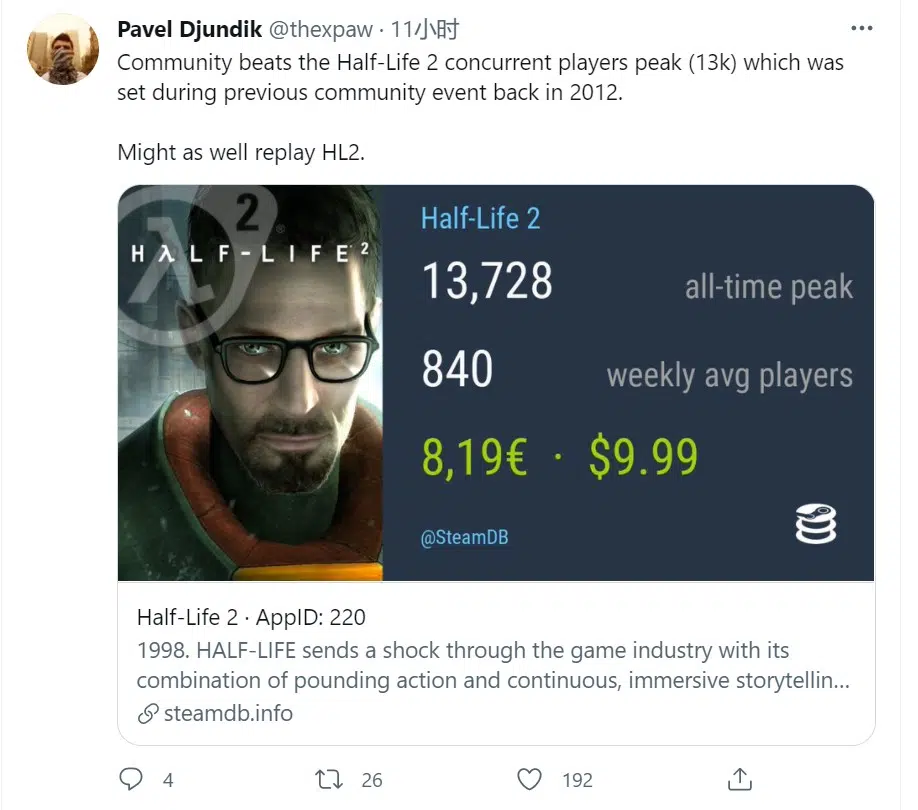 Pavel Djundik @thexpaw · 11小时
Community beats the Half-Life 2 concurrent players peak (13k) which was
set during previous community event back in 2012.
Might as well replay HL2.
2®
HλLF-LIFE²
Half-Life 2
13,728 all-time peak
840 weekly avg players
8,19€ · $9.99
@SteamDB
Half-Life 2 · AppID: 220
1998. HALF-LIFE sends a shock through the game industry with its
combination of pounding action and continuous, immersive storytellin...
steamdb.info
4 26 192